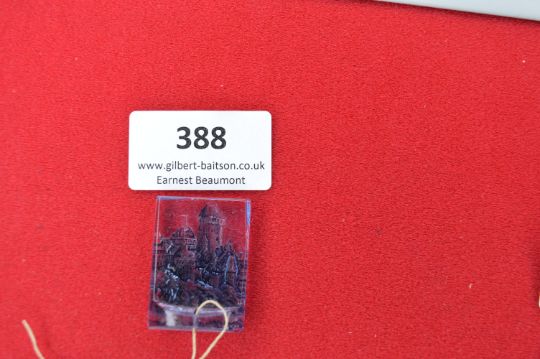 388
www.gilbert-baitson.co.uk
Earnest Beaumont